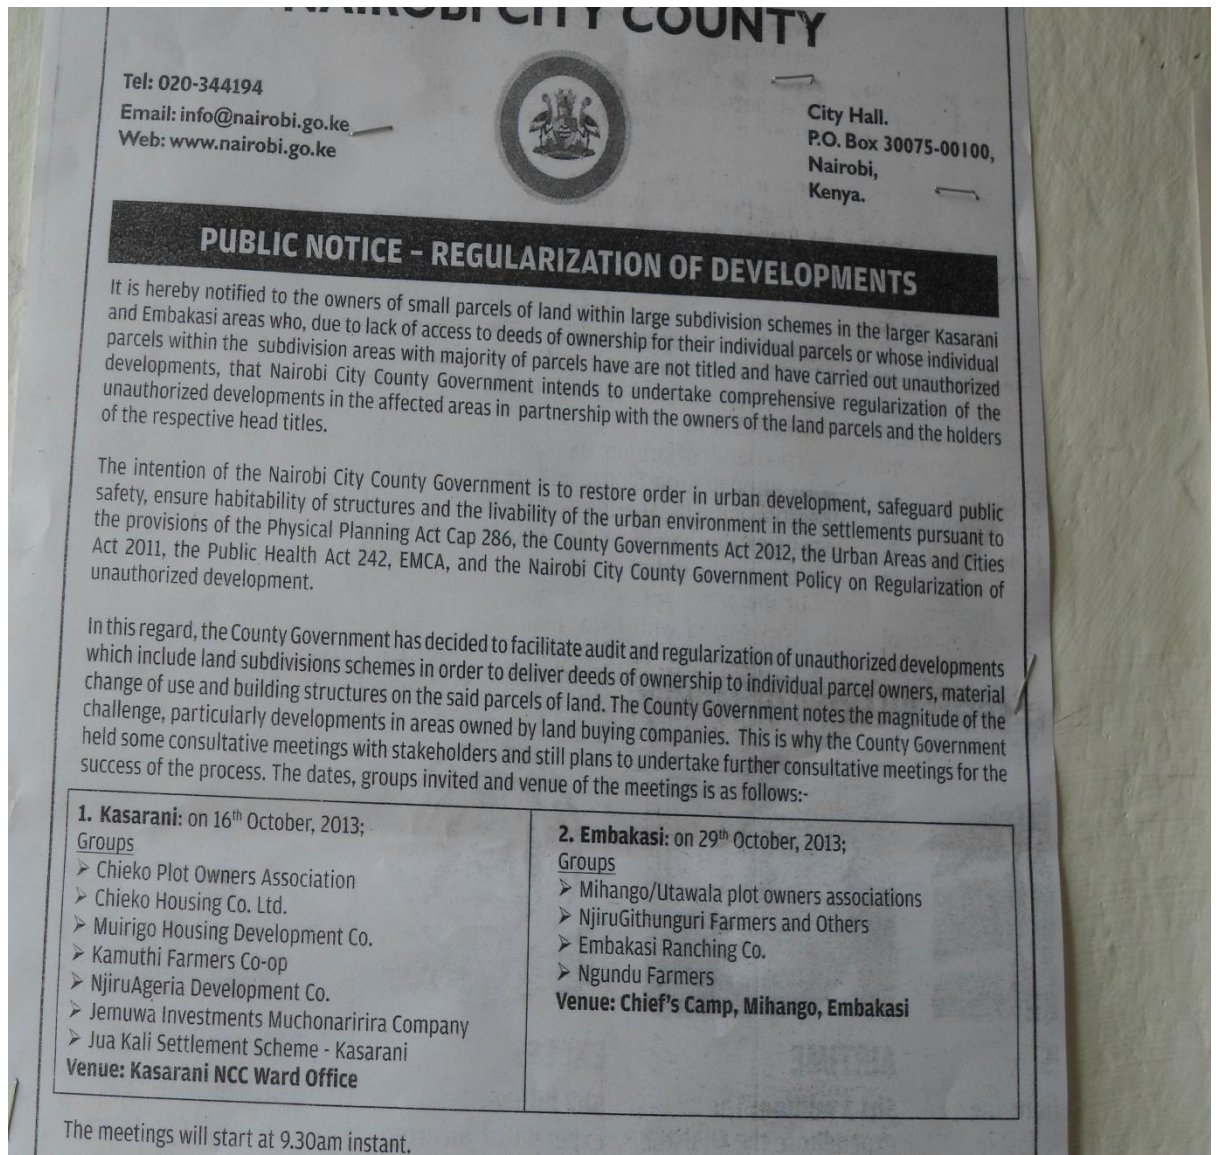 NAIROBI CITY COUNTY
Tel: 020-344194
Email: info@nairobi.go.ke
Web: www.nairobi.go.ke
City Hall.
P.O. Box 30075-00100,
Nairobi,
Kenya.
PUBLIC NOTICE – REGULARIZATION OF DEVELOPMENTS
It is hereby notified to the owners of small parcels of land within large subdivision schemes in the larger Kasarani
and Embakasi areas who, due to lack of access to deeds of ownership for their individual parcels or whose individual
parcels within the subdivision areas with majority of parcels have are not titled and have carried out unauthorized
developments, that Nairobi City County Government intends to undertake comprehensive regularization of the
unauthorized developments in the affected areas in partnership with the owners of the land parcels and the holders
of the respective head titles.
The intention of the Nairobi City County Government is to restore order in urban development, safeguard public
safety, ensure habitability of structures and the livability of the urban environment in the settlements pursuant to
the provisions of the Physical Planning Act Cap 286, the County Governments Act 2012, the Urban Areas and Cities
Act 2011, the Public Health Act 242, EMCA, and the Nairobi City County Government Policy on Regularization of
unauthorized development.
In this regard, the County Government has decided to facilitate audit and regularization of unauthorized developments
which include land subdivisions schemes in order to deliver deeds of ownership to individual parcel owners, material
change of use and building structures on the said parcels of land. The County Government notes the magnitude of the
challenge, particularly developments in areas owned by land buying companies. This is why the County Government
held some consultative meetings with stakeholders and still plans to undertake further consultative meetings for the
success of the process. The dates, groups invited and venue of the meetings is as follows:-
1. Kasarani: on 16th October, 2013;
Groups
➢ Chieko Plot Owners Association
➢ Chieko Housing Co. Ltd.
➢ Muirigo Housing Development Co.
➢ Kamuthi Farmers Co-op
➢ NjiruAgeria Development Co.
➢ Jemuwa Investments Muchonaririra Company
➢ Jua Kali Settlement Scheme - Kasarani
Venue: Kasarani NCC Ward Office
2. Embakasi: on 29th October, 2013;
Groups
➢ Mihango/Utawala plot owners associations
➢ NjiruGithunguri Farmers and Others
➢ Embakasi Ranching Co.
➢ Ngundu Farmers
Venue: Chief's Camp, Mihango, Embakasi
The meetings will start at 9.30am instant.